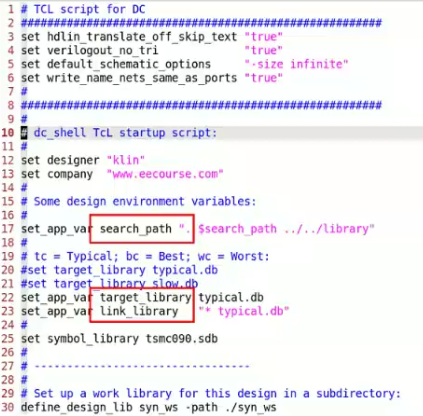 1 # TCL script for DC
2 ####################################################
3 set hdlin_translate_off_skip_text "true"
4 set verilogout_no_tri "true"
5 set default_schematic_options "-size infinite"
6 set write_name_nets_same_as_ports "true"
7 #
8 ####################################################
9 #
10 # dc_shell TcL startup script:
11 #
12 set designer "klin"
13 set company "www.eecourse.com"
14 #
15 # Some design environment variables:
16 #
17 set_app_var search_path ". $search_path ../../library"
18 #
19 # tc = Typical; bc = Best; wc = Worst:
20 #set target_library typical.db
21 #set target_library slow.db
22 set_app_var target_library typical.db
23 set_app_var link_library "* typical.db"
24 #
25 set symbol_library tsmc090.sdb
26 #
27 # --------------------------------
28 #
29 # Set up a work library for this design in a subdirectory:
30 define_design_lib syn_ws -path ./syn_ws